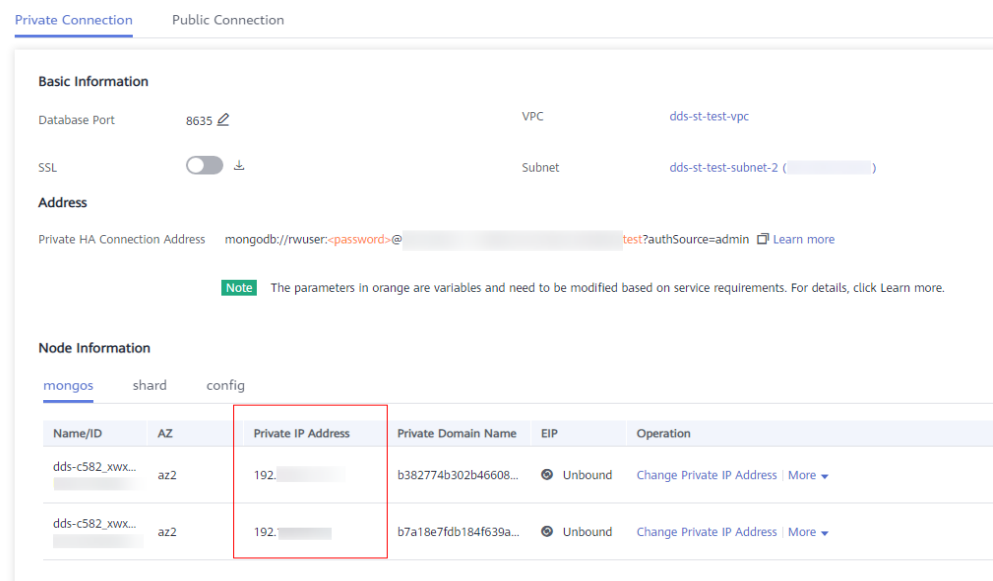 Private Connection Public Connection
Basic Information
Database Port 8635 VPC dds-st-test-vpc
SSL Subnet dds-st-test-subnet-2 ( )
Address
Private HA Connection Address mongodb://rwuser:<password>@ test?authSource=admin Learn more
Note The parameters in orange are variables and need to be modified based on service requirements. For details, click Learn more.
Node Information
mongos shard config
Name/ID AZ Private IP Address Private Domain Name EIP Operation
dds-c582_xwx... az2 192. b382774b302b46608... Unbound Change Private IP Address More
dds-c582_xwx... az2 192. b7a18e7fdb184f639a... Unbound Change Private IP Address More